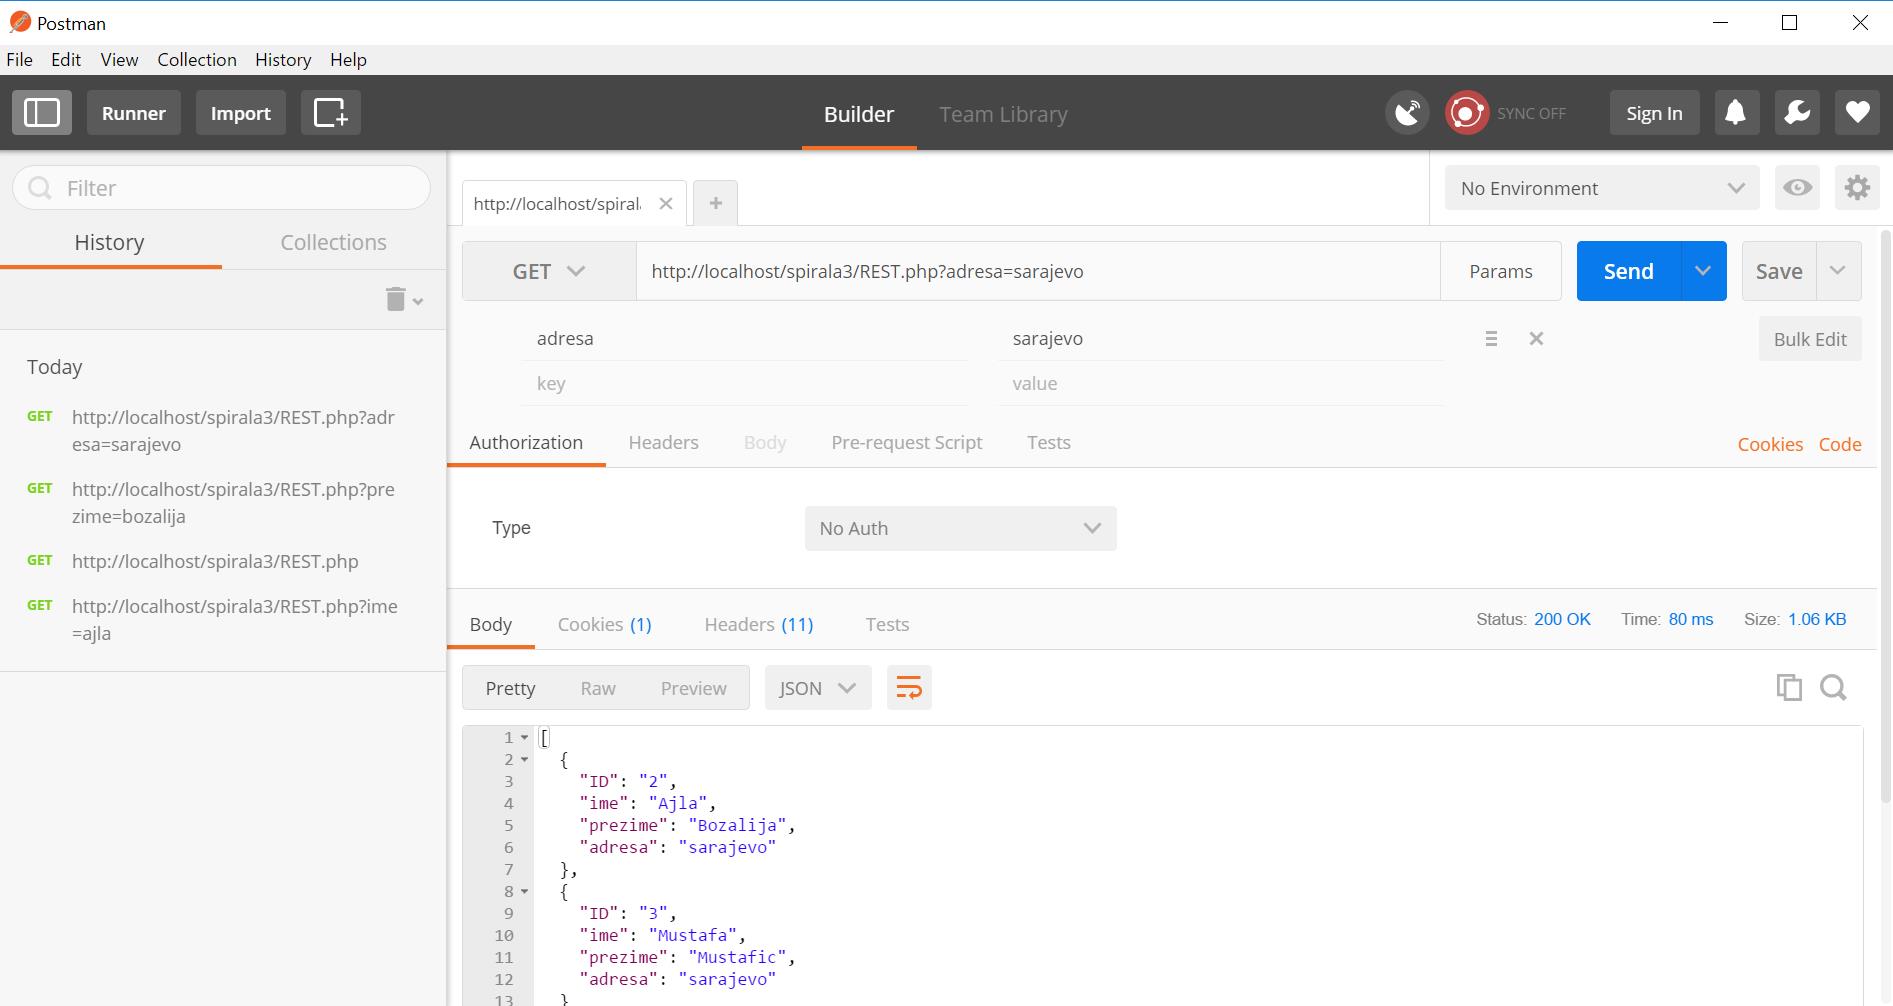 Postman
File Edit View Collection History Help
Runner Import Builder Team Library SYNC OFF Sign In
Filter
History Collections
Today
GET http://localhost/spirala3/REST.php?adr
esa=sarajevo
GET http://localhost/spirala3/REST.php?pre
zime=bozalija
GET http://localhost/spirala3/REST.php
GET http://localhost/spirala3/REST.php?ime
=ajla
http://localhost/spiral
No Environment
GET http://localhost/spirala3/REST.php?adresa=sarajevo Params Send Save
adresa sarajevo Bulk Edit
key value
Authorization Headers Body Pre-request Script Tests Cookies Code
Type No Auth
Body Cookies (1) Headers (11) Tests Status: 200 OK Time: 80 ms Size: 1.06 KB
Pretty Raw Preview JSON
1 [
2 {
3 "ID": "2",
4 "ime": "Ajla",
5 "prezime": "Bozalija",
6 "adresa": "sarajevo"
7 },
8 {
9 "ID": "3",
10 "ime": "Mustafa",
11 "prezime": "Mustafic",
12 "adresa": "sarajevo"
13 }